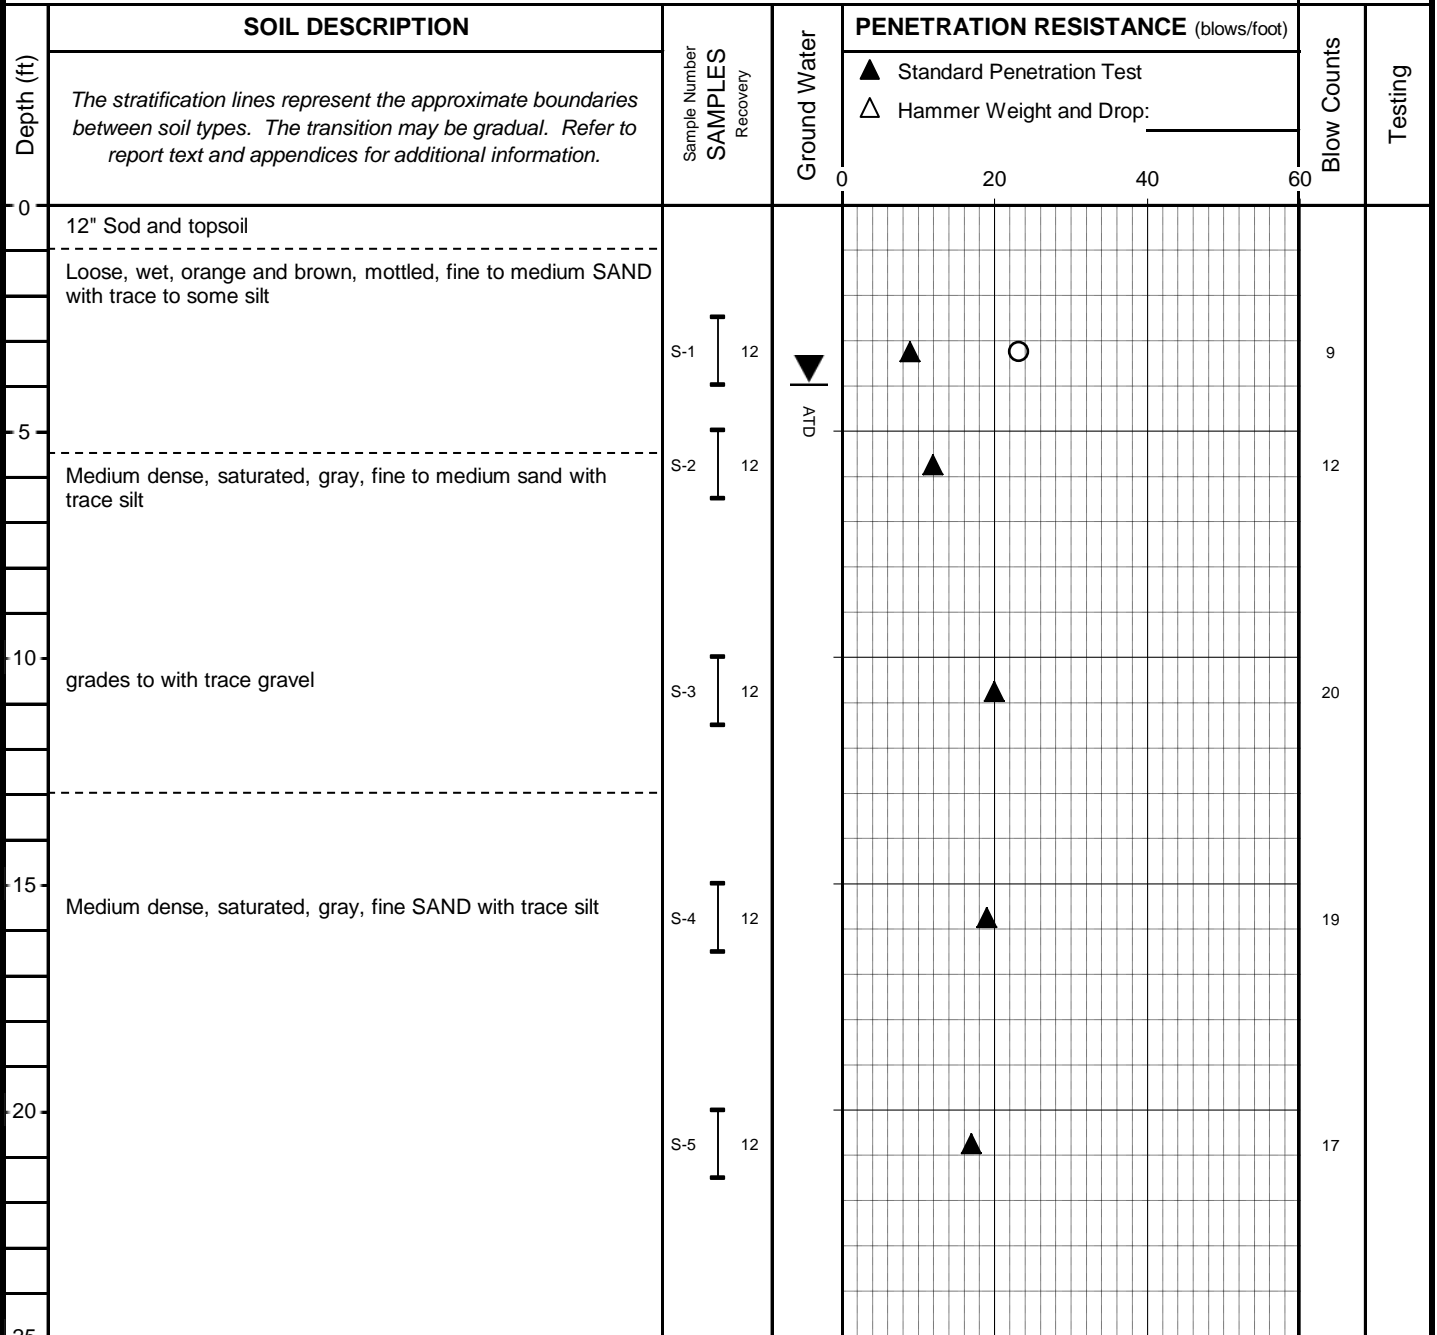 SOIL DESCRIPTION
The stratification lines represent the approximate boundaries
between soil types. The transition may be gradual. Refer to
report text and appendices for additional information.
Depth (ft)
Sample Number
SAMPLES
Recovery
Ground Water
PENETRATION RESISTANCE (blows/foot)
▲ Standard Penetration Test
△ Hammer Weight and Drop:
0 20 40 60
Blow Counts
Testing
0
12" Sod and topsoil
Loose, wet, orange and brown, mottled, fine to medium SAND
with trace to some silt
S-1 12 9
ATD
5
S-2 12 12
Medium dense, saturated, gray, fine to medium sand with
trace silt
10
grades to with trace gravel
S-3 12 20
15
Medium dense, saturated, gray, fine SAND with trace silt
S-4 12 19
20
S-5 12 17